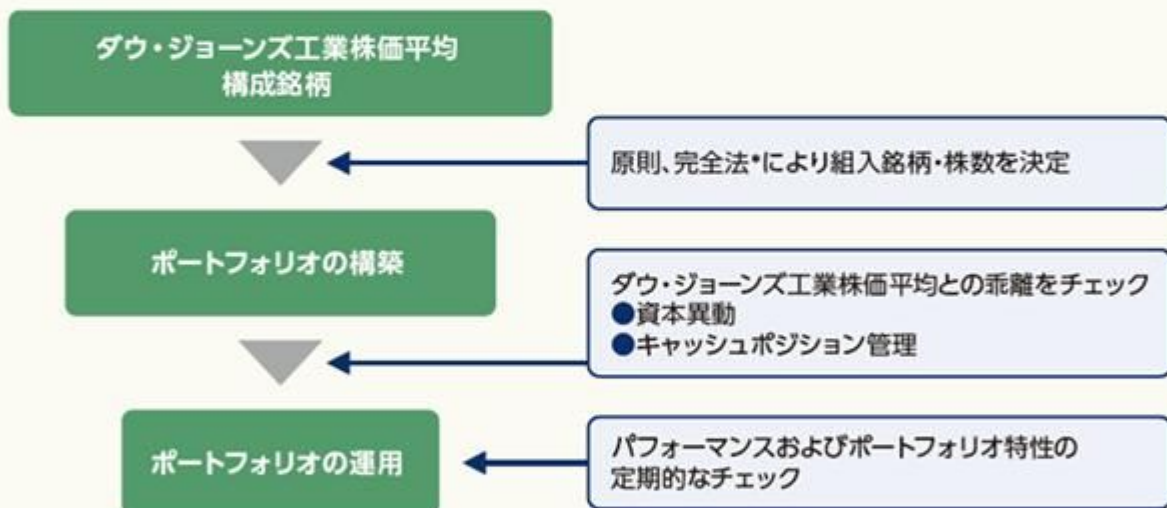 ダウ・ジョーンズ工業株価平均
構成銘柄
原則、完全法*により組入銘柄・株数を決定
ポートフォリオの構築
ダウ・ジョーンズ工業株価平均との乖離をチェック
●資本異動
●キャッシュポジション管理
ポートフォリオの運用
パフォーマンスおよびポートフォリオ特性の
定期的なチェック